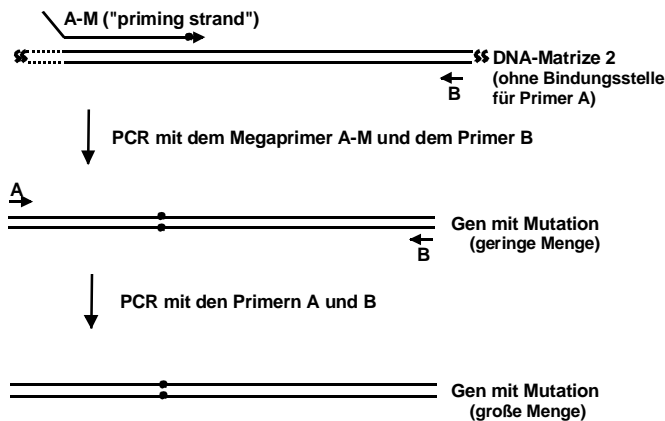 A-M ("priming strand")
DNA-Matrize 2
(ohne Bindungsstelle
für Primer A)
B
PCR mit dem Megaprimer A-M und dem Primer B
A
Gen mit Mutation
(geringe Menge)
B
PCR mit den Primern A und B
Gen mit Mutation
(große Menge)